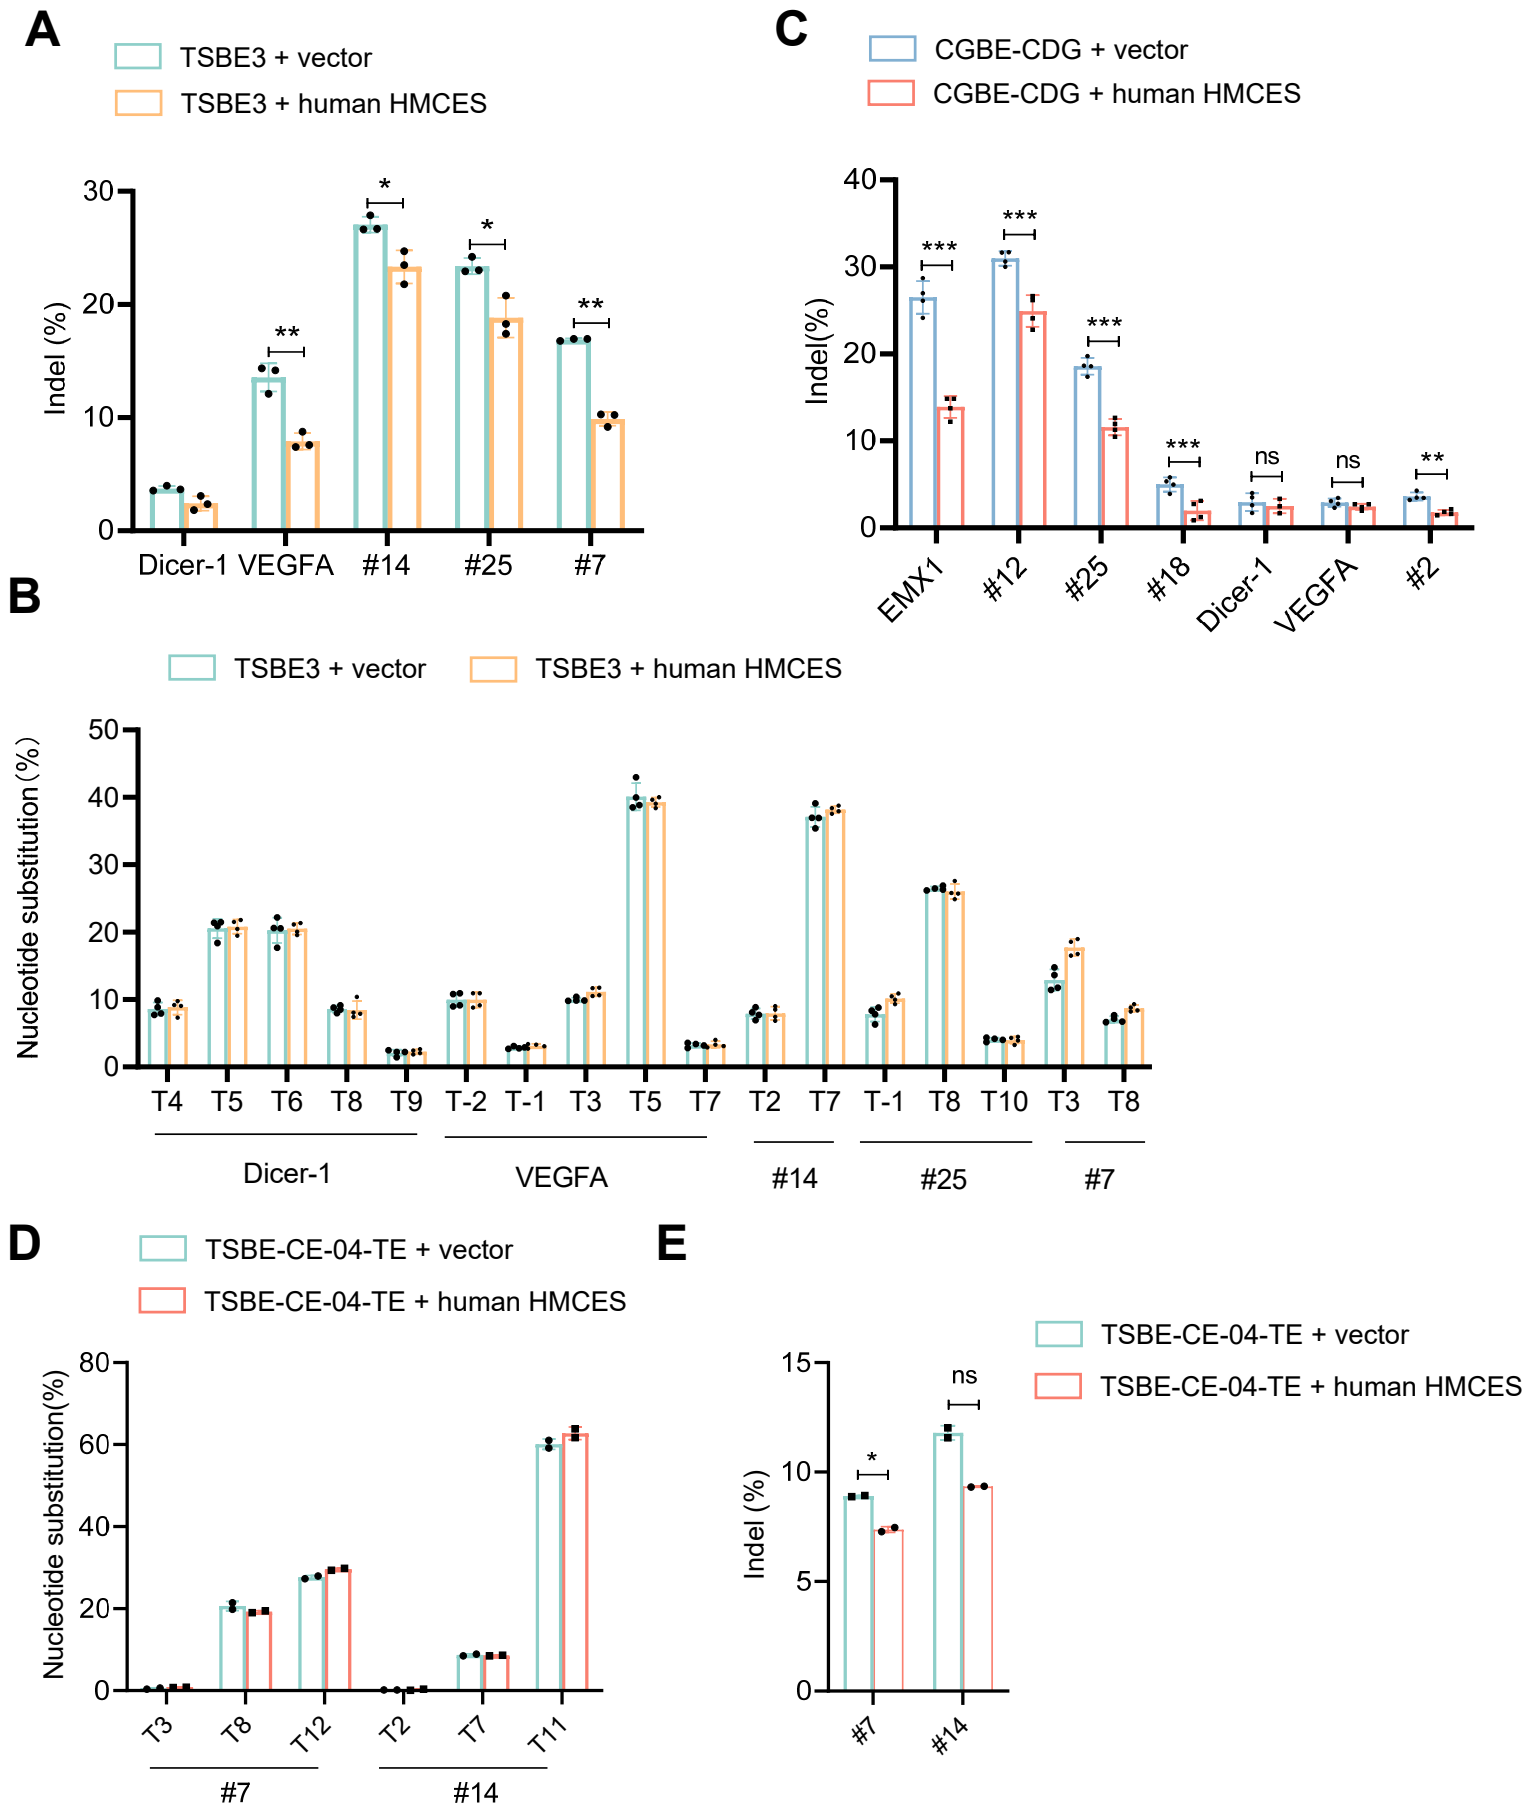 A
TSBE3 + vector
TSBE3 + human HMCES
Indel (%)
30
20
10
0
*
**
*
**
Dicer-1 VEGFA #14 #25 #7
C
CGBE-CDG + vector
CGBE-CDG + human HMCES
Indel(%)
40
30
20
10
0
***
***
***
***
ns
ns
**
EMX1 #12 #25 #18 Dicer-1 VEGFA #2
B
TSBE3 + vector TSBE3 + human HMCES
Nucleotide substitution (%)
50
40
30
20
10
0
T4 T5 T6 T8 T9 T-2 T-1 T3 T5 T7 T2 T7 T-1 T8 T10 T3 T8
Dicer-1 VEGFA #14 #25 #7
D
TSBE-CE-04-TE + vector
TSBE-CE-04-TE + human HMCES
Nucleotide substitution(%)
80
60
40
20
0
T3 T8 T12 T2 T7 T11
#7 #14
E
TSBE-CE-04-TE + vector
TSBE-CE-04-TE + human HMCES
Indel (%)
15
10
5
0
*
ns
#7 #14